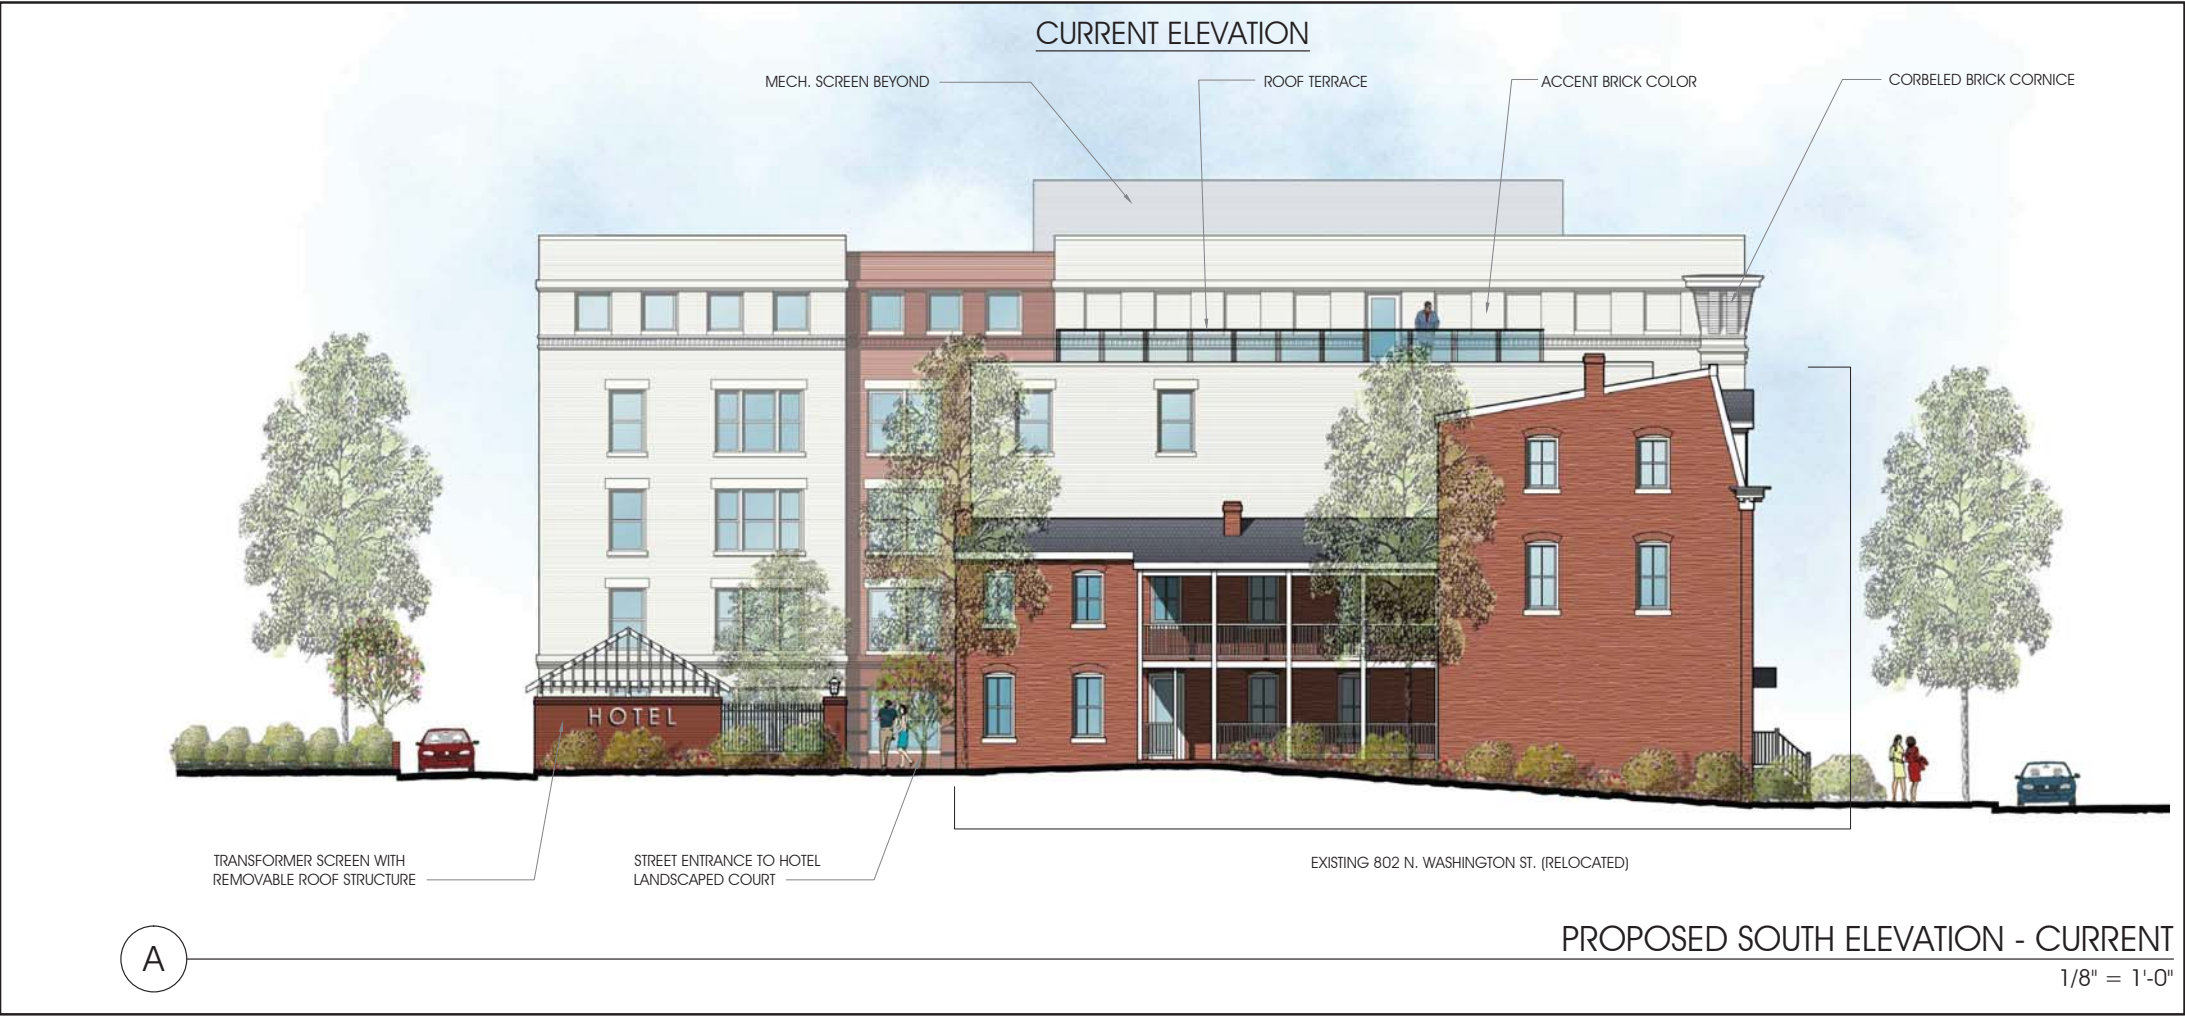 CURRENT ELEVATION
MECH. SCREEN BEYOND
ROOF TERRACE
ACCENT BRICK COLOR
CORBELED BRICK CORNICE
HOTEL
TRANSFORMER SCREEN WITH
REMOVABLE ROOF STRUCTURE
STREET ENTRANCE TO HOTEL
LANDSCAPED COURT
EXISTING 802 N. WASHINGTON ST. (RELOCATED)
A
PROPOSED SOUTH ELEVATION - CURRENT
1/8" = 1'-0"